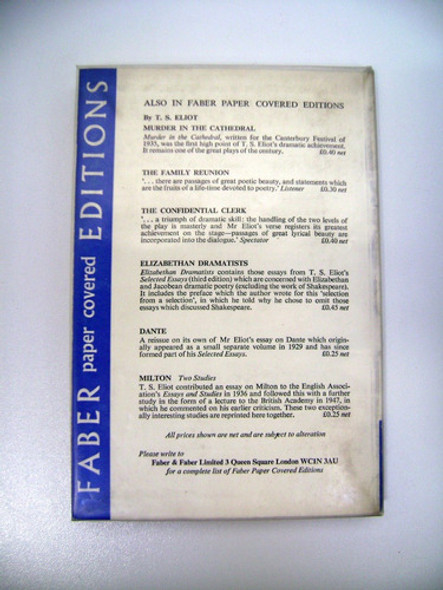 FABER paper covered EDITIONS
ALSO IN FABER PAPER COVERED EDITIONS
By T. S. ELIOT
MURDER IN THE CATHEDRAL
Murder in the Cathedral, written for the Canterbury Festival of
1935, was the first high point of T. S. Eliot's dramatic achievement.
It remains one of the great plays of the century. £0.40 net
THE FAMILY REUNION
'. . . there are passages of great poetic beauty, and statements which
are the fruits of a life-time devoted to poetry.' Listener £0.30 net
THE CONFIDENTIAL CLERK
'. . . a triumph of dramatic skill: the handling of the two levels of
the play is masterly and Mr Eliot's verse registers its greatest
achievement on the stage—passages of great lyrical beauty are
incorporated into the dialogue.' Spectator £0.40 net
ELIZABETHAN DRAMATISTS
Elizabethan Dramatists contains those essays from T. S. Eliot's
Selected Essays (third edition) which are concerned with Elizabethan
and Jacobean dramatic poetry (excluding the work of Shakespeare).
It includes the preface which the author wrote for this 'selection
from a selection', in which he told why he chose to omit those
essays which discussed Shakespeare. £0.45 net
DANTE
A reissue on its own of Mr Eliot's essay on Dante which origin-
ally appeared as a small separate volume in 1929 and has since
formed part of his Selected Essays. £0.25 net
MILTON Two Studies
T. S. Eliot contributed an essay on Milton to the English Associ-
ation's Essays and Studies in 1936 and followed this with a further
study in the form of a lecture to the British Academy in 1947, in
which he commented on his earlier criticism. These two exception-
ally interesting studies are reprinted here together. £0.25 net
All prices shown are net and are subject to alteration
Please write to
Faber & Faber Limited 3 Queen Square London WC1N 3AU
for a complete list of Faber Paper Covered Editions